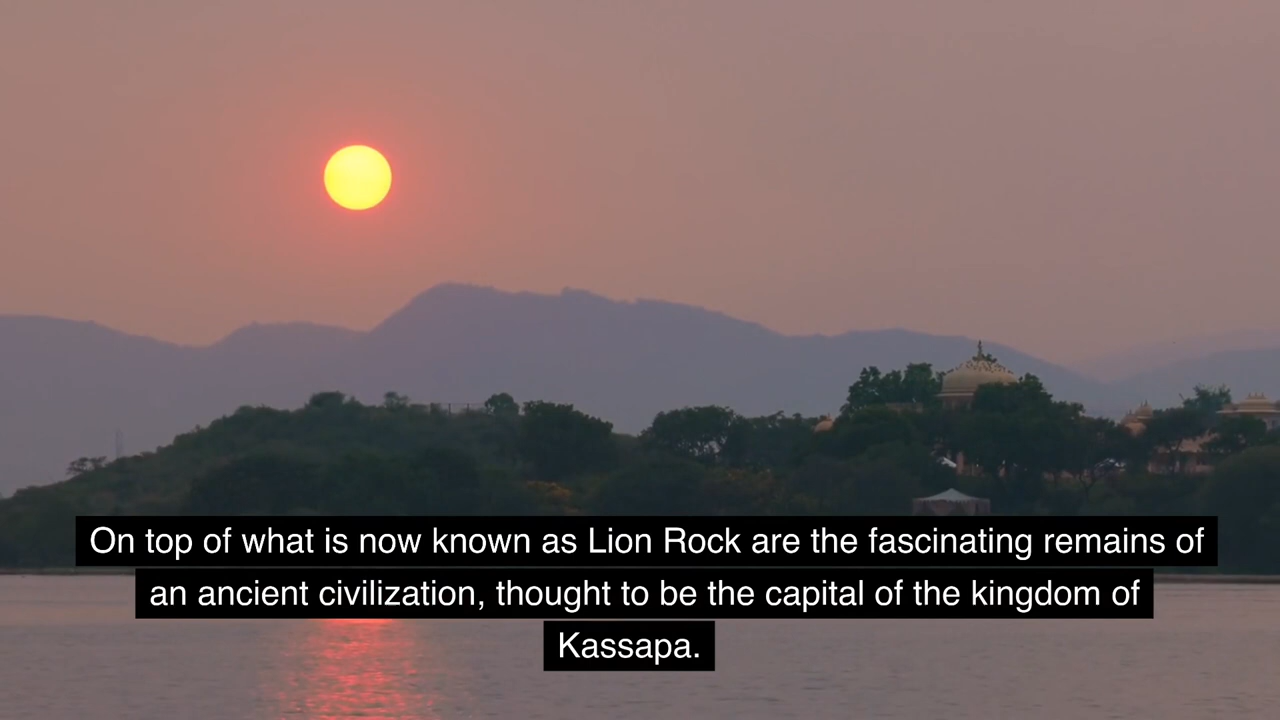 On top of what is now known as Lion Rock are the fascinating remains of
an ancient civilization, thought to be the capital of the kingdom of
Kassapa.